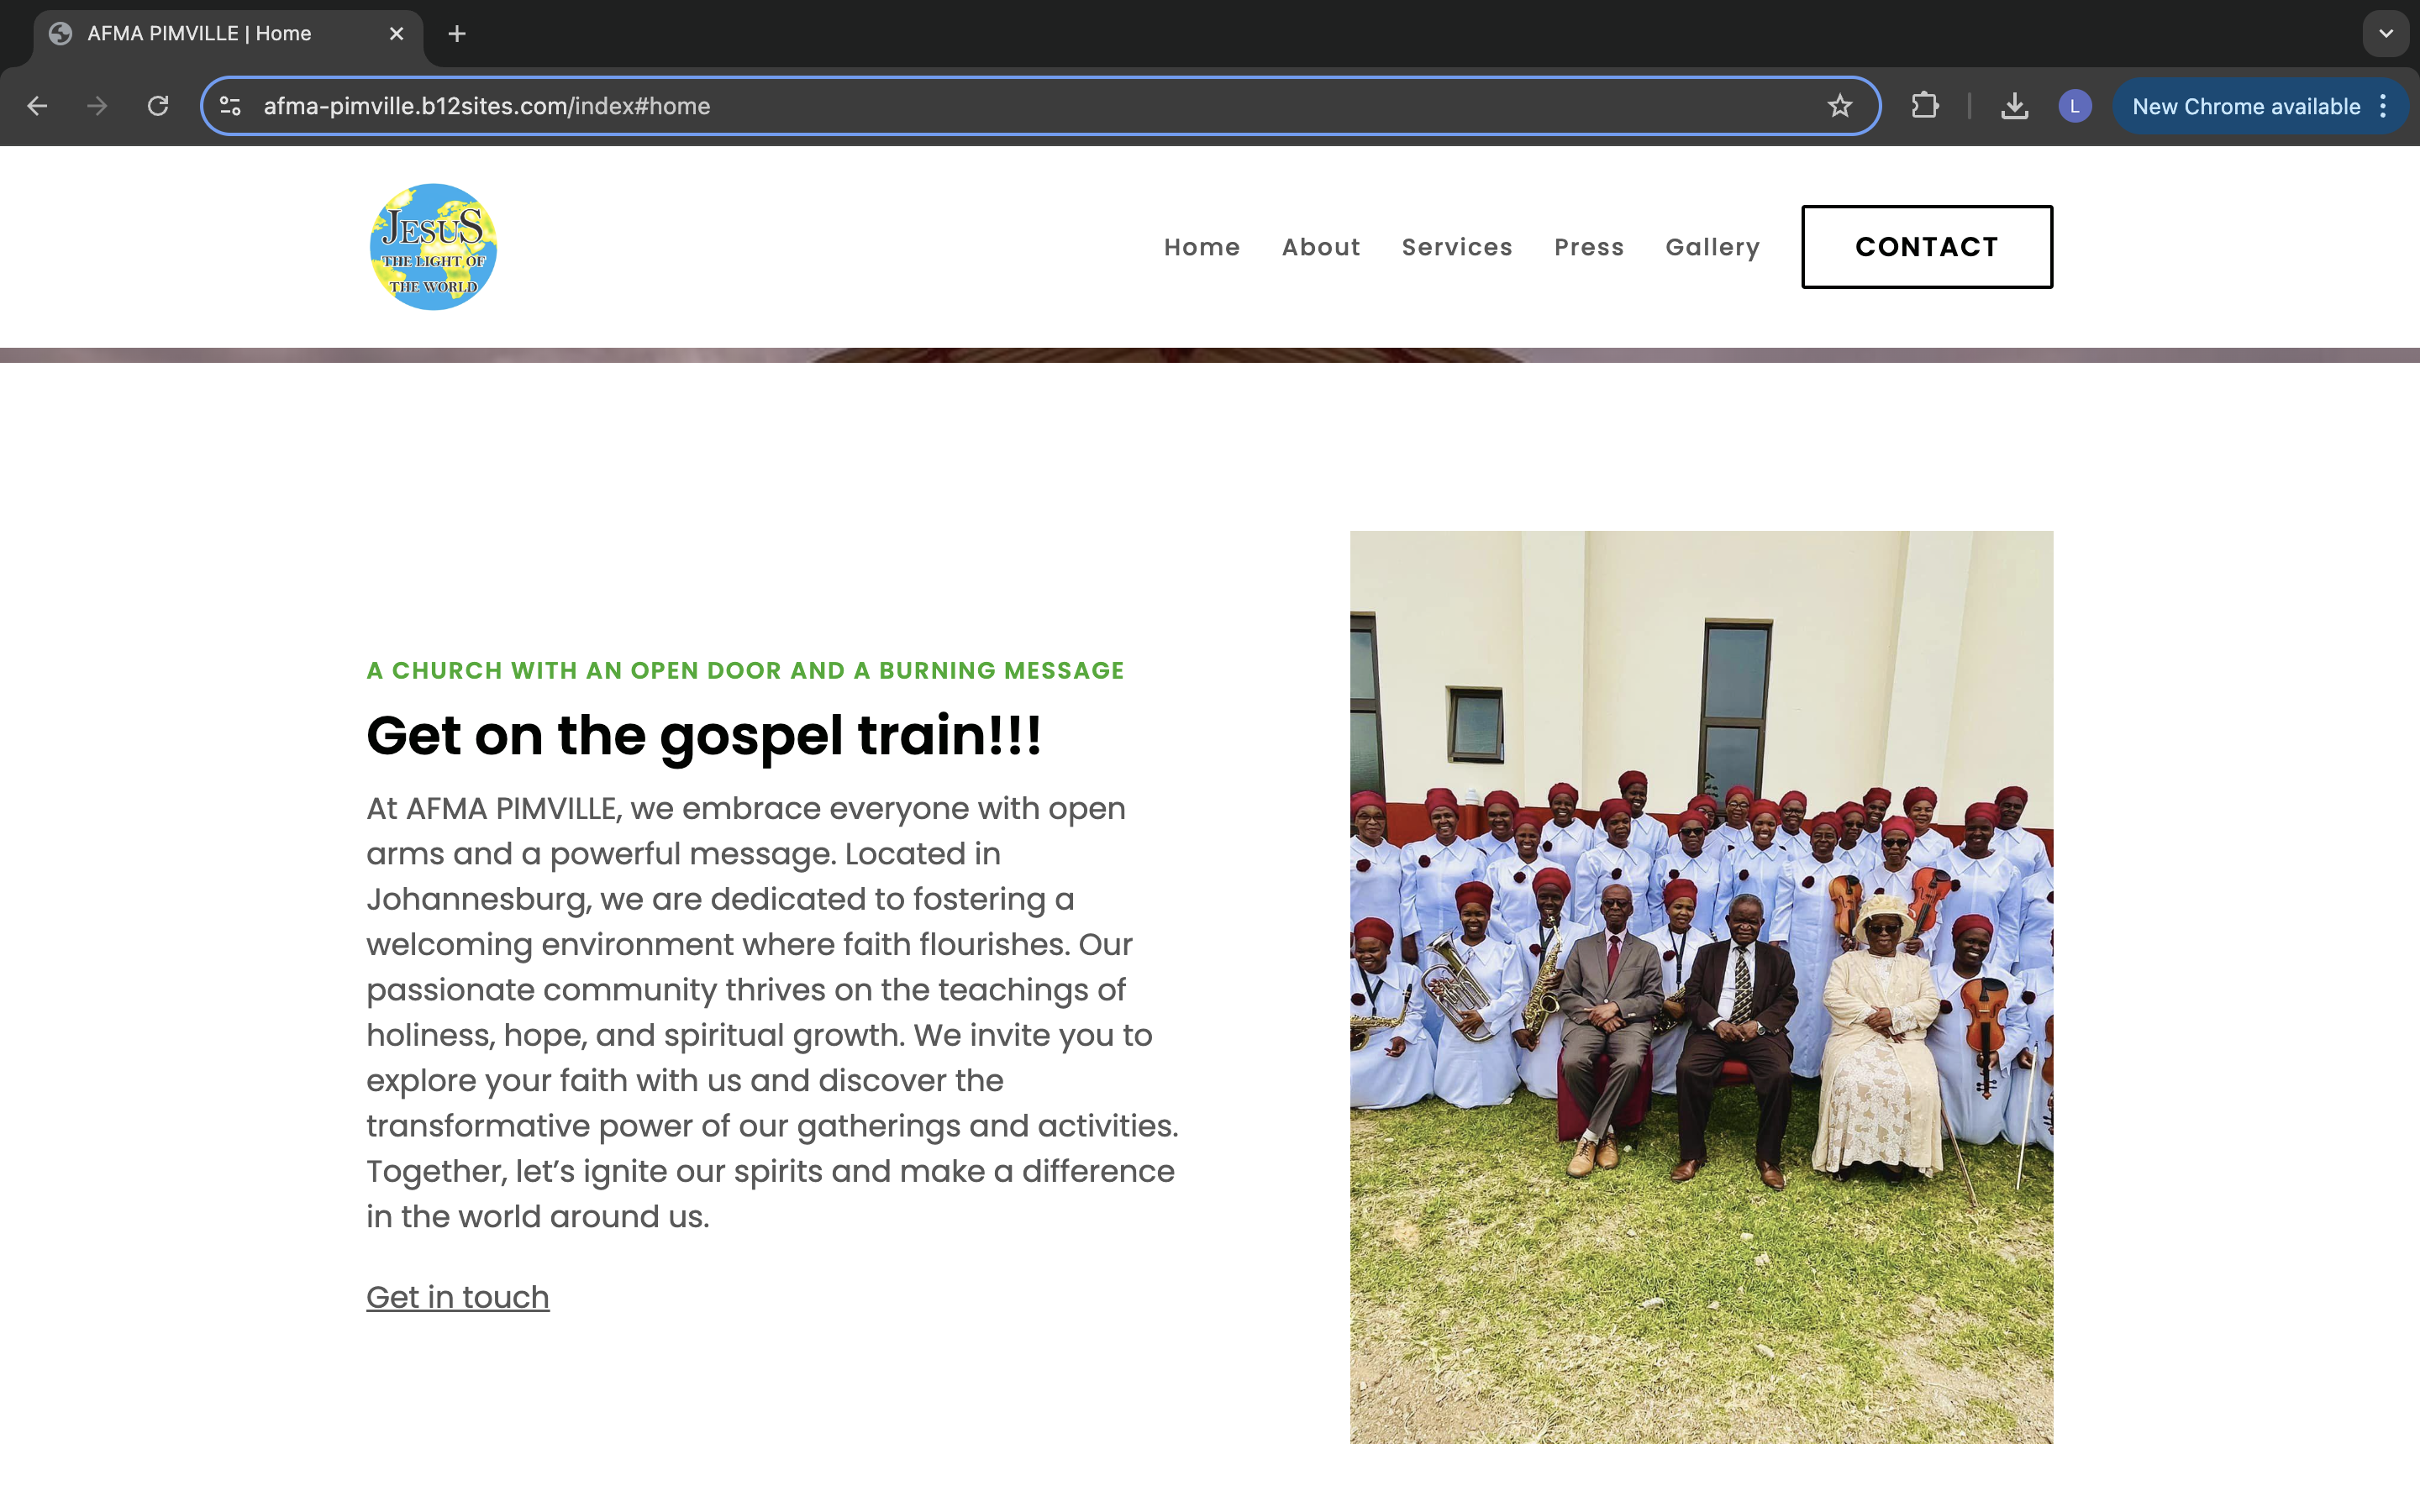 AFMA PIMVILLE | Home
afma-pimville.b12sites.com/index#home
L
New Chrome available
JESUS
THE LIGHT OF
THE WORLD
Home
About
Services
Press
Gallery
CONTACT
A CHURCH WITH AN OPEN DOOR AND A BURNING MESSAGE
Get on the gospel train!!!
At AFMA PIMVILLE, we embrace everyone with open
arms and a powerful message. Located in
Johannesburg, we are dedicated to fostering a
welcoming environment where faith flourishes. Our
passionate community thrives on the teachings of
holiness, hope, and spiritual growth. We invite you to
explore your faith with us and discover the
transformative power of our gatherings and activities.
Together, let’s ignite our spirits and make a difference
in the world around us.
Get in touch